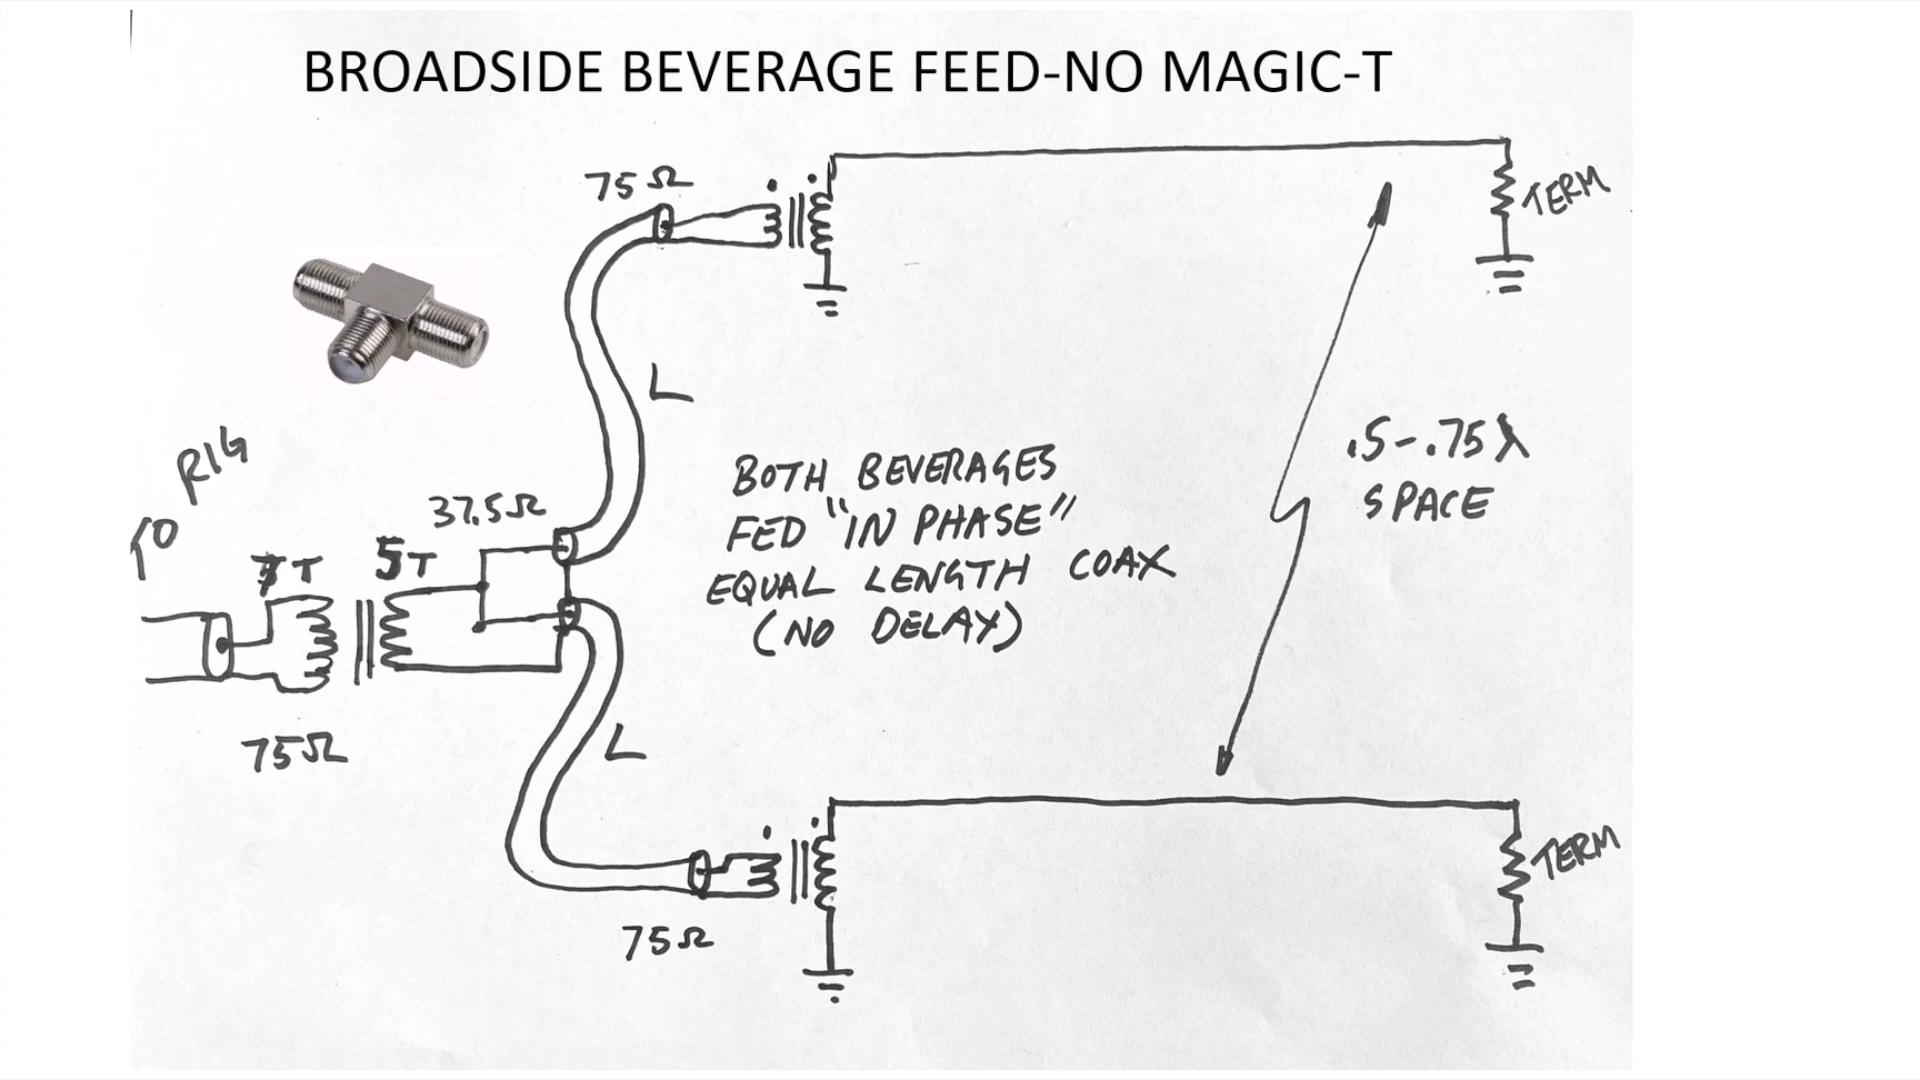 BROADSIDE BEVERAGE FEED-NO MAGIC-T
75Ω
TERM
L
.5-.75λ
SPACE
TO RIG
37.5Ω
7T
5T
BOTH BEVERAGES
FED "IN PHASE"
EQUAL LENGTH COAX
(NO DELAY)
75Ω
L
TERM
75Ω